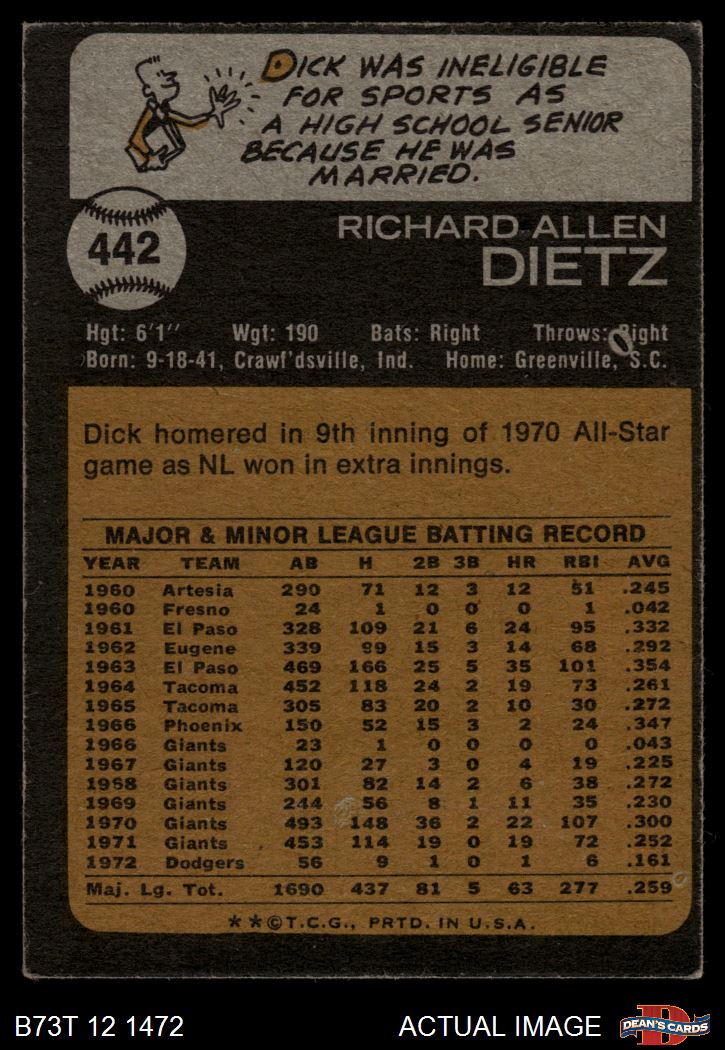 DICK WAS INELIGIBLE
FOR SPORTS AS
A HIGH SCHOOL SENIOR
BECAUSE HE WAS
MARRIED.
442
RICHARD ALLEN
DIETZ
Hgt: 6'1" Wgt: 190 Bats: Right Throws: Right
Born: 9-18-41, Crawf'dsville, Ind. Home: Greenville, S.C.
Dick homered in 9th inning of 1970 All-Star
game as NL won in extra innings.
MAJOR & MINOR LEAGUE BATTING RECORD
YEAR TEAM AB H 2B 3B HR RBI AVG
1960 Artesia 290 71 12 3 12 51 .245
1960 Fresno 24 1 0 0 0 1 .042
1961 El Paso 328 109 21 6 24 95 .332
1962 Eugene 339 99 15 3 14 68 .292
1963 El Paso 469 166 25 5 35 101 .354
1964 Tacoma 452 118 24 2 19 73 .261
1965 Tacoma 305 83 20 2 10 30 .272
1966 Phoenix 150 52 15 3 2 24 .347
1966 Giants 23 1 0 0 0 0 .043
1967 Giants 120 27 3 0 4 19 .225
1968 Giants 301 82 14 2 6 38 .272
1969 Giants 244 56 8 1 11 35 .230
1970 Giants 493 148 36 2 22 107 .300
1971 Giants 453 114 19 0 19 72 .252
1972 Dodgers 56 9 1 0 1 6 .161
Maj. Lg. Tot. 1690 437 81 5 63 277 .259
**©T.C.G., PRTD. IN U.S.A.
B73T 12 1472 ACTUAL IMAGE D DEAN'S CARDS